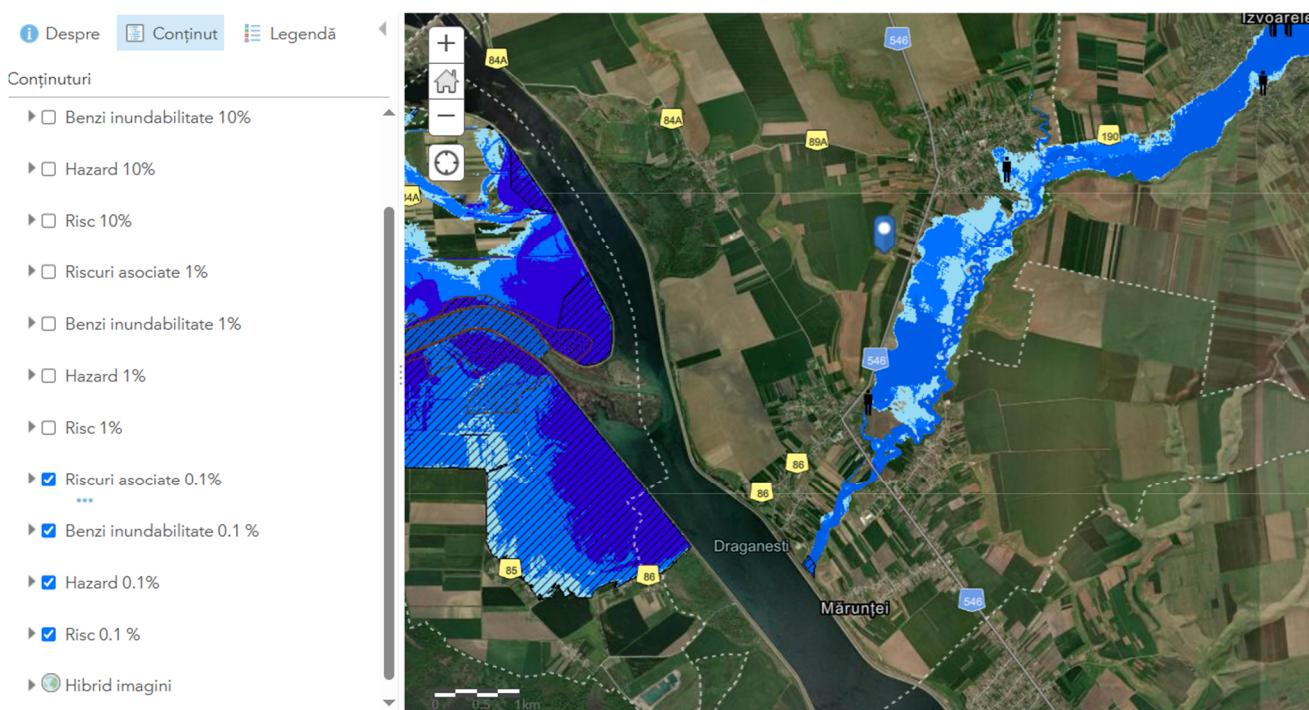 Despre
Conținut
Legendă
Conținuturi
Benzi inundabilitate 10%
Hazard 10%
Risc 10%
Riscuri asociate 1%
Benzi inundabilitate 1%
Hazard 1%
Risc 1%
Riscuri asociate 0.1%
Benzi inundabilitate 0.1 %
Hazard 0.1%
Risc 0.1 %
Hibrid imagini
Izvoarele
546
84A
84A
89A
190
546
86
86
Draganesti
85
86
Mărunței
546
0 0.5 1km